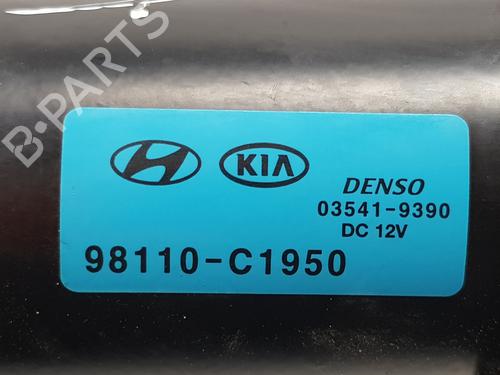 B-PARTS
KIA
DENSO
03541-9390
DC 12V
98110-C1950